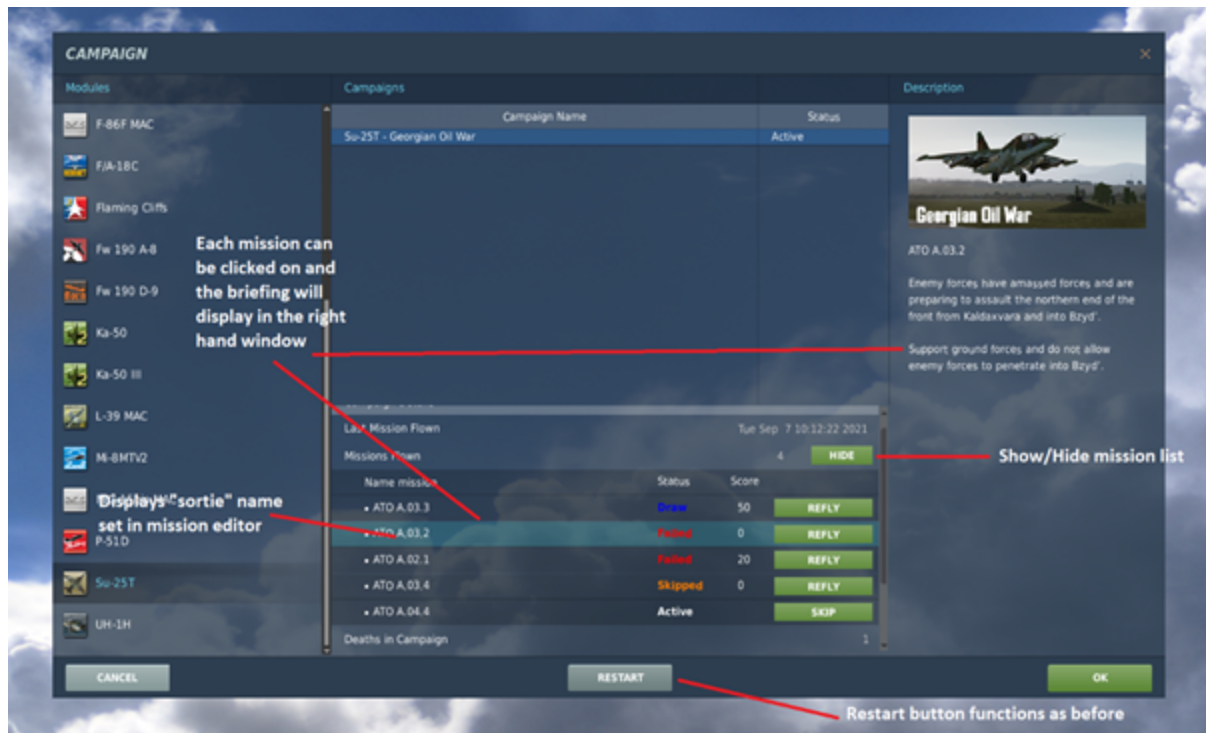 CAMPAIGN
Modules
Campaigns
Description
F-86F MAC
F/A-18C
Flaming Cliffs
Fw 190 A-8
Fw 190 D-9
Ka-50
Ka-50 III
L-39 MAC
Mi-8MTV2
P-51D
Su-25T
UH-1H
Campaign Name
Status
Su-25T - Georgian Oil War
Active
Each mission can
be clicked on and
the briefing will
display in the right
hand window
Displays "sortie" name
set in mission editor
Last Mission Flown
Tue Sep 7 10:12:22 2021
Missions Flown
4
HIDE
Show/Hide mission list
Name mission
Status
Score
• ATO A.03.3
Draw
50
REFLY
• ATO A.03.2
Failed
0
REFLY
• ATO A.02.1
Failed
20
REFLY
• ATO A.03.4
Skipped
0
REFLY
• ATO A.04.4
Active
SKIP
Deaths in Campaign
1
Georgian Oil War
ATO A.03.2
Enemy forces have amassed forces and are
preparing to assault the northern end of the
front from Kaldaxvara and into Bzyd'.
Support ground forces and do not allow
enemy forces to penetrate into Bzyd'.
CANCEL
RESTART
OK
Restart button functions as before